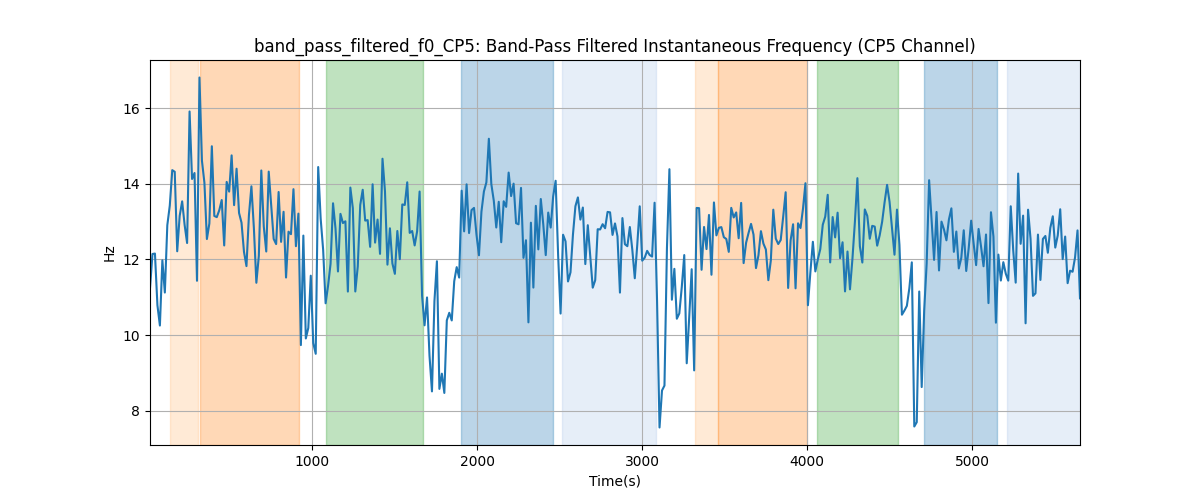 band_pass_filtered_f0_CP5: Band-Pass Filtered Instantaneous Frequency (CP5 Channel)
16
14
12
10
8
Hz
1000 2000 3000 4000 5000
Time(s)